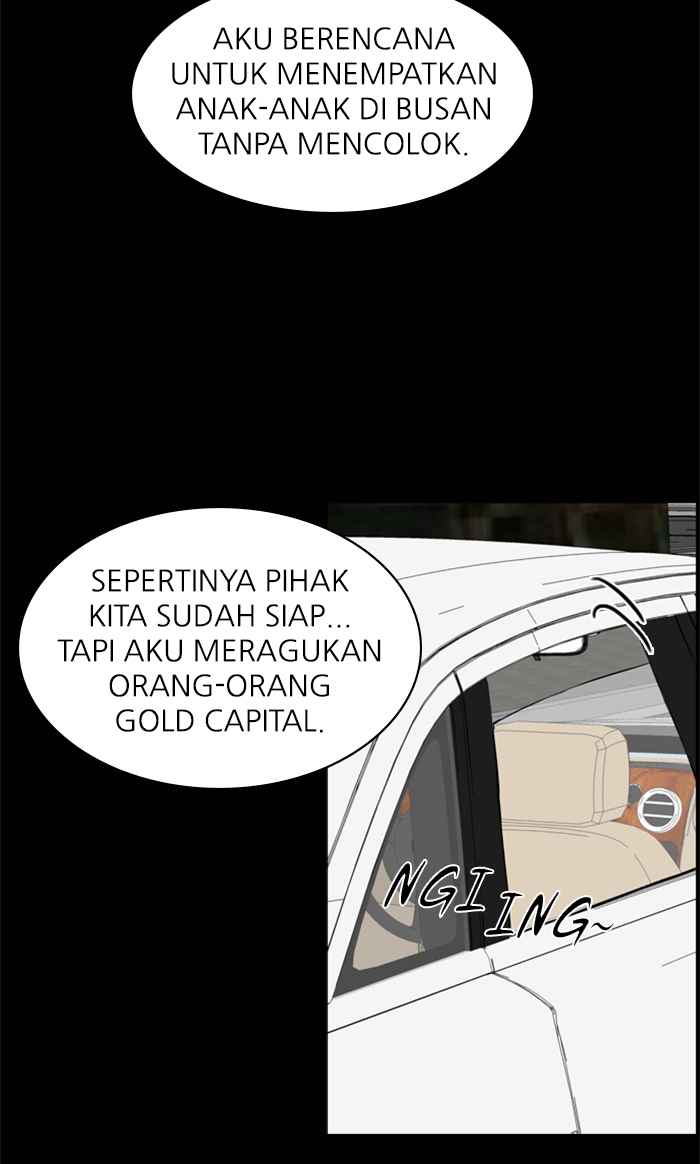 AKU BERENCANA
UNTUK MENEMPATKAN
ANAK-ANAK DI BUSAN
TANPA MENCOLOK.
SEPERTINYA PIHAK
KITA SUDAH SIAP...
TAPI AKU MERAGUKAN
ORANG-ORANG
GOLD CAPITAL.
NGIIING~